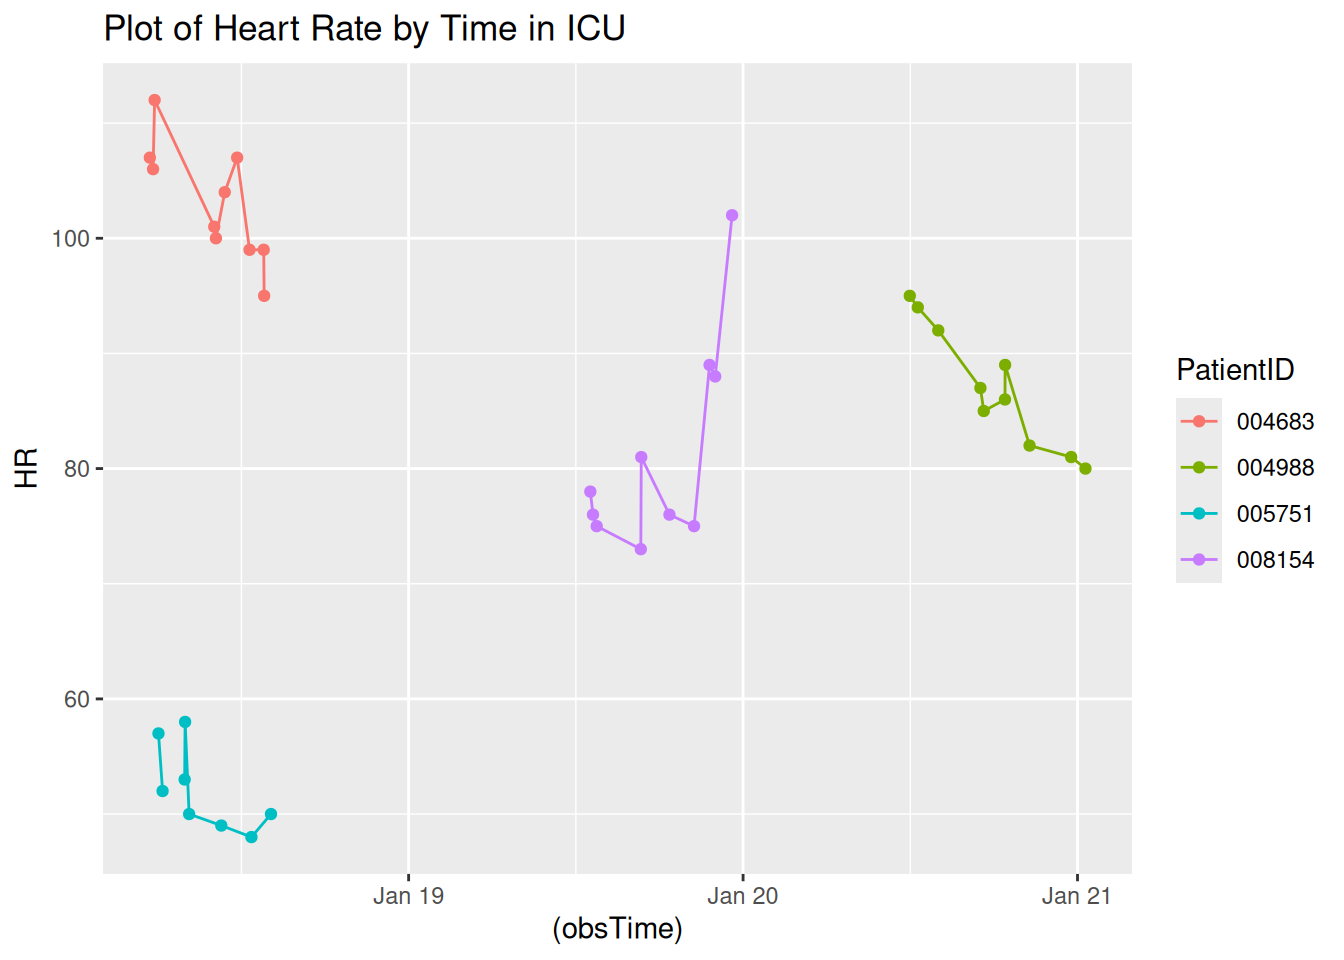 Plot of Heart Rate by Time in ICU
HR
100
80
60
Jan 19
Jan 20
Jan 21
(obsTime)
PatientID
004683
004988
005751
008154